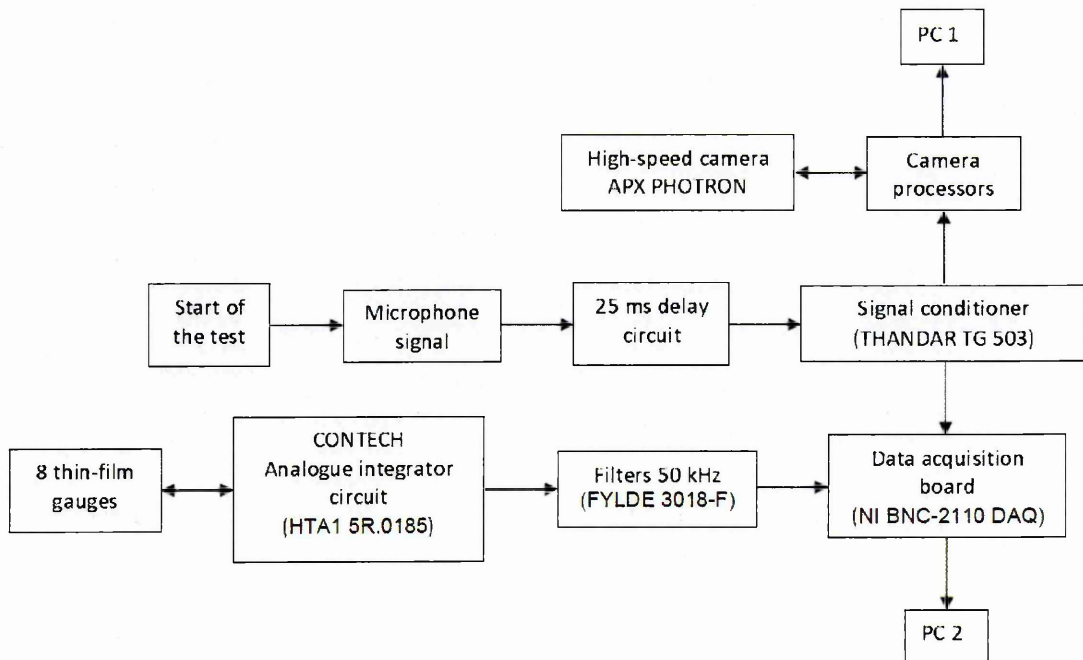 PC 1
High-speed camera
APX PHOTRON
Camera
processors
Start of
the test
Microphone
signal
25 ms delay
circuit
Signal conditioner
(THANDAR TG 503)
8 thin-film
gauges
CONTECH
Analogue integrator
circuit
(HTA1 5R.0185)
Filters 50 kHz
(FYLDE 3018-F)
Data acquisition
board
(NI BNC-2110 DAQ)
PC 2